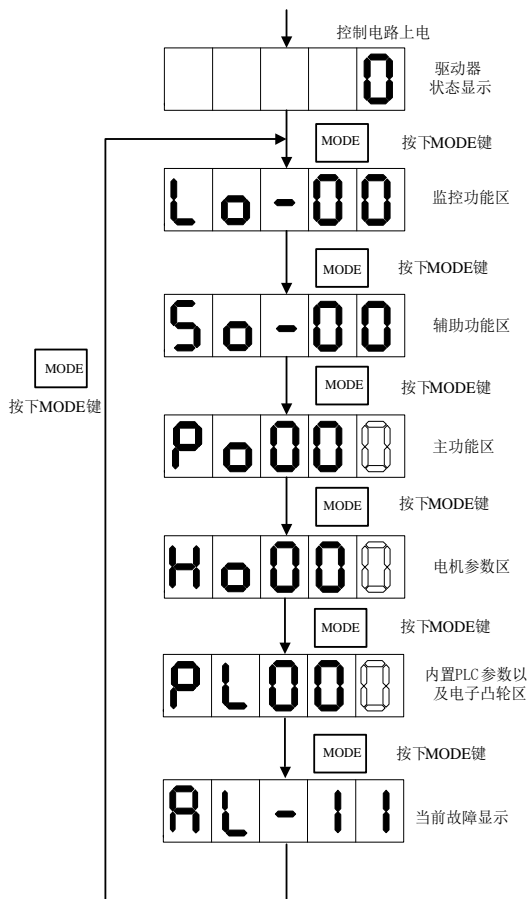 控制电路上电
0
驱动器
状态显示
MODE
按下MODE键
Lo-00
监控功能区
MODE
按下MODE键
So-00
辅助功能区
MODE
按下MODE键
MODE
按下MODE键
Po000
主功能区
MODE
按下MODE键
Ho000
电机参数区
MODE
按下MODE键
PL000
内置PLC参数以
及电子凸轮区
MODE
按下MODE键
AL-11
当前故障显示